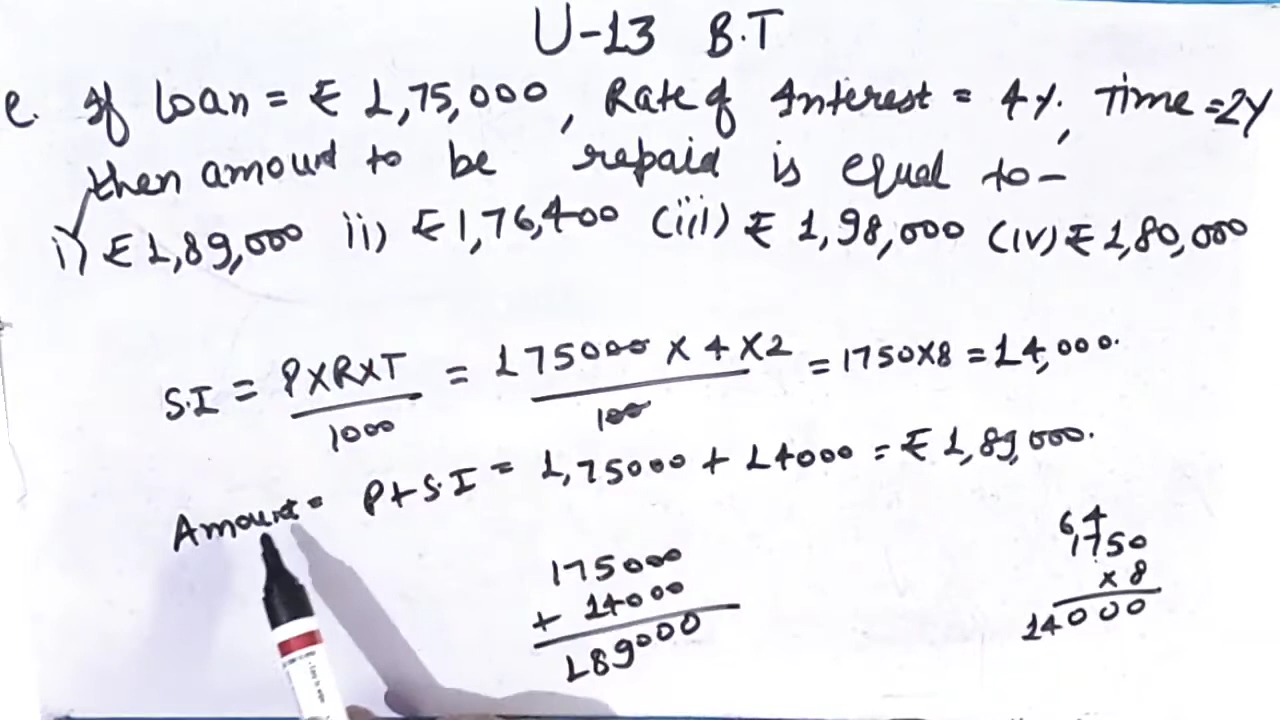 U-13 B.T
e. If loan = ₹ 1,75,000, Rate of Interest = 4%, Time = 2Y
then amount to be repaid is equal to -
i) ₹ 1,89,000 ii) ₹ 1,76,400 (iii) ₹ 1,98,000 (iv) ₹ 1,80,000
S.I = P×R×T / 1000 = 175000 × 4 × 2 / 100 = 1750×8 = 14,000.
Amount = P+S.I = 1,75000 + 14000 = ₹ 1,89,000.
175000
+ 14000
189000
64
1750
× 8
14000